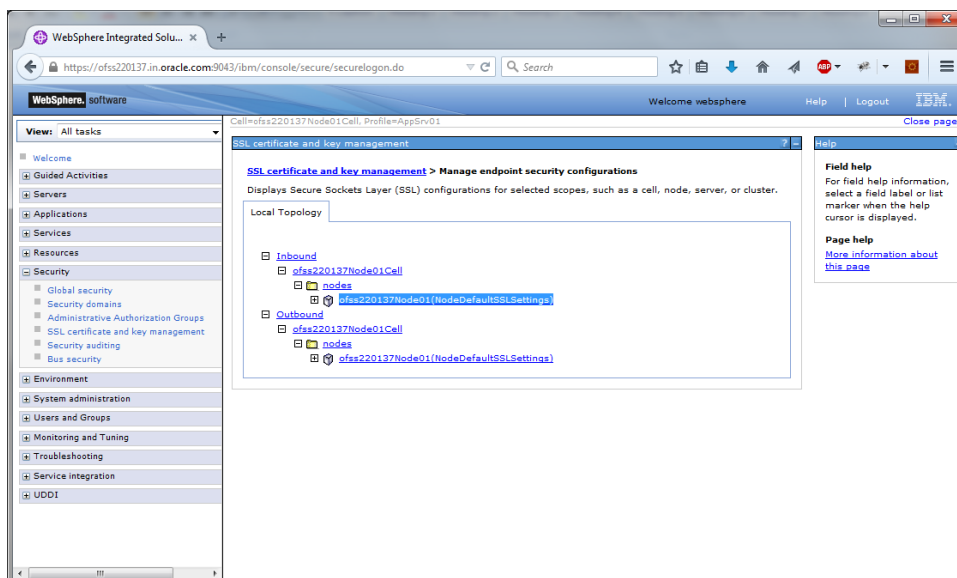 WebSphere Integrated Solu...
https://ofss220137.in.oracle.com:9043/ibm/console/secure/securelogon.do
Search
ABP
WebSphere. software
Welcome websphere
Help | Logout
IBM.
View: All tasks
Cell=ofss220137Node01Cell, Profile=AppSrv01
Close page
Welcome
Guided Activities
Servers
Applications
Services
Resources
Security
Global security
Security domains
Administrative Authorization Groups
SSL certificate and key management
Security auditing
Bus security
Environment
System administration
Users and Groups
Monitoring and Tuning
Troubleshooting
Service integration
UDDI
SSL certificate and key management
? –
SSL certificate and key management > Manage endpoint security configurations
Displays Secure Sockets Layer (SSL) configurations for selected scopes, such as a cell, node, server, or cluster.
Local Topology
Inbound
ofss220137Node01Cell
nodes
ofss220137Node01(NodeDefaultSSLSettings)
Outbound
ofss220137Node01Cell
nodes
ofss220137Node01(NodeDefaultSSLSettings)
Help
Field help
For field help information,
select a field label or list
marker when the help
cursor is displayed.
Page help
More information about
this page